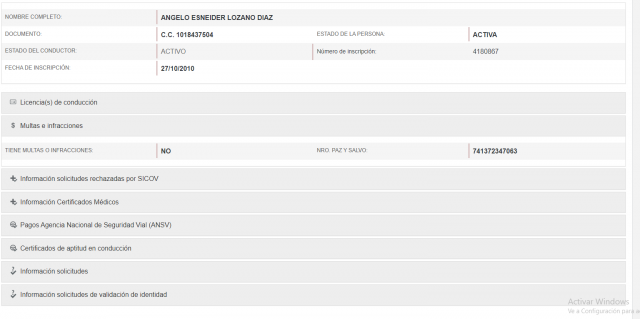 NOMBRE COMPLETO: ANGELO ESNEIDER LOZANO DIAZ
DOCUMENTO: C.C. 1018437504 ESTADO DE LA PERSONA: ACTIVA
ESTADO DEL CONDUCTOR: ACTIVO Número de inscripción: 4180867
FECHA DE INSCRIPCIÓN: 27/10/2010
Licencia(s) de conducción
$ Multas e infracciones
TIENE MULTAS O INFRACCIONES: NO NRO. PAZ Y SALVO: 741372347063
Información solicitudes rechazadas por SICOV
Información Certificados Médicos
Pagos Agencia Nacional de Seguridad Vial (ANSV)
Certificados de aptitud en conducción
Información solicitudes
Información solicitudes de validación de identidad
Activar Windows
Ve a Configuración para a